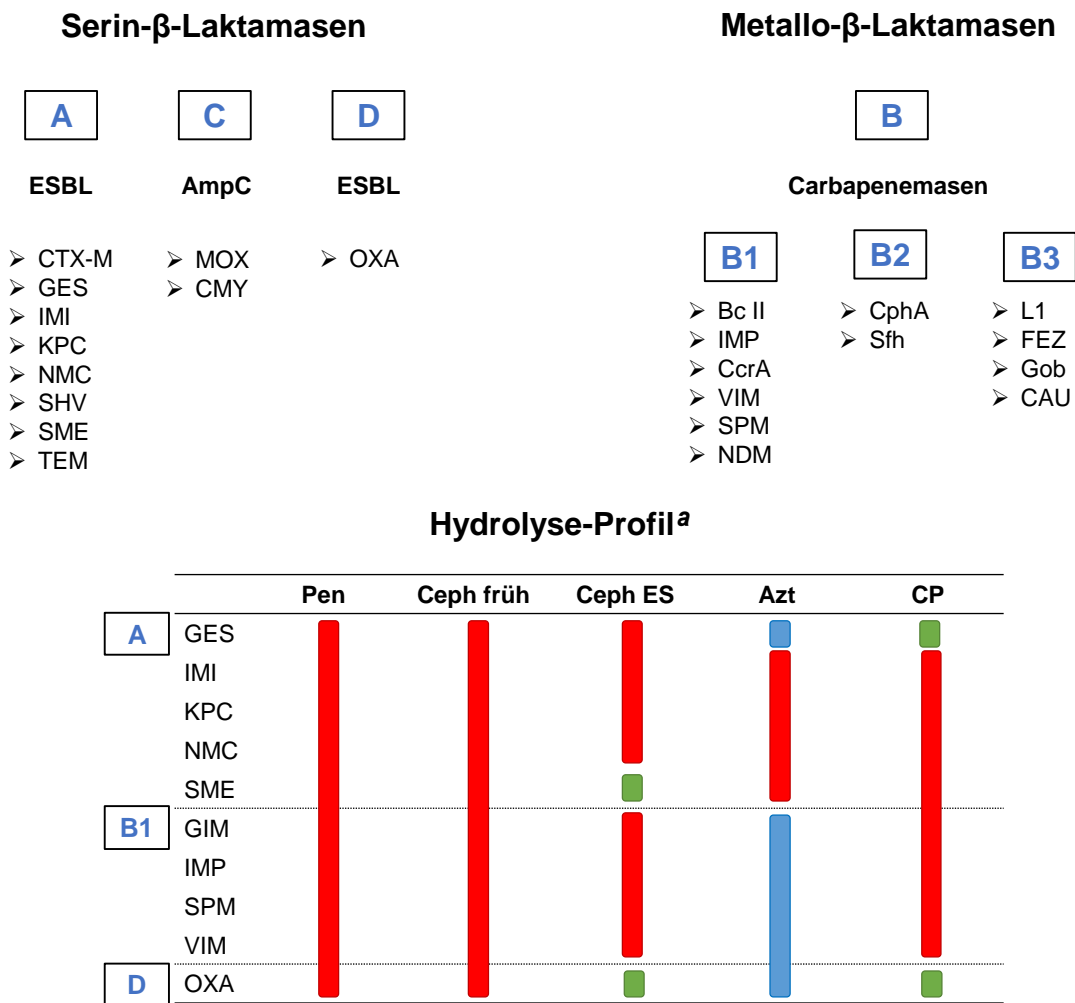 Serin-β-Laktamasen
Metallo-β-Laktamasen
A
C
D
B
ESBL
AmpC
ESBL
Carbapenemasen
➢ CTX-M
➢ GES
➢ IMI
➢ KPC
➢ NMC
➢ SHV
➢ SME
➢ TEM
➢ MOX
➢ CMY
➢ OXA
B1
➢ Bc II
➢ IMP
➢ CcrA
➢ VIM
➢ SPM
➢ NDM
B2
➢ CphA
➢ Sfh
B3
➢ L1
➢ FEZ
➢ Gob
➢ CAU
Hydrolyse-Profil a
Pen Ceph früh Ceph ES Azt CP
A GES
IMI
KPC
NMC
SME
B1 GIM
IMP
SPM
VIM
D OXA